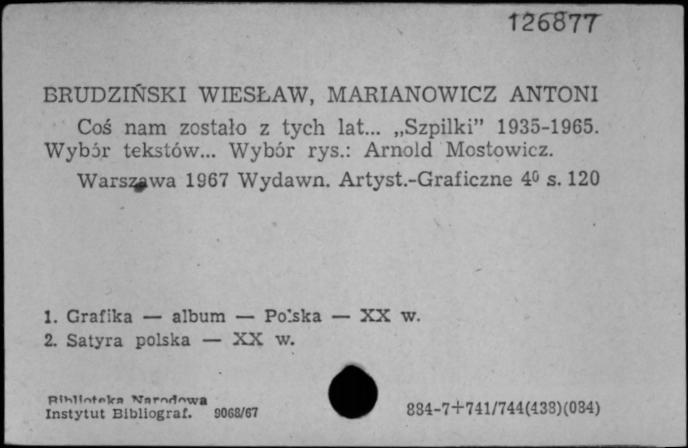 126877
BRUDZIŃSKI WIESŁAW, MARIANOWICZ ANTONI
Coś nam zostało z tych lat... „Szpilki” 1935-1965.
Wybór tekstów... Wybór rys.: Arnold Mostowicz.
Warszawa 1967 Wydawn. Artyst.-Graficzne 4⁰ s. 120
1. Grafika — album — Polska — XX w.
2. Satyra polska — XX w.
Biblioteka Narodowa
Instytut Bibliograf. 9068/67
884-7+741/744(438)(084)